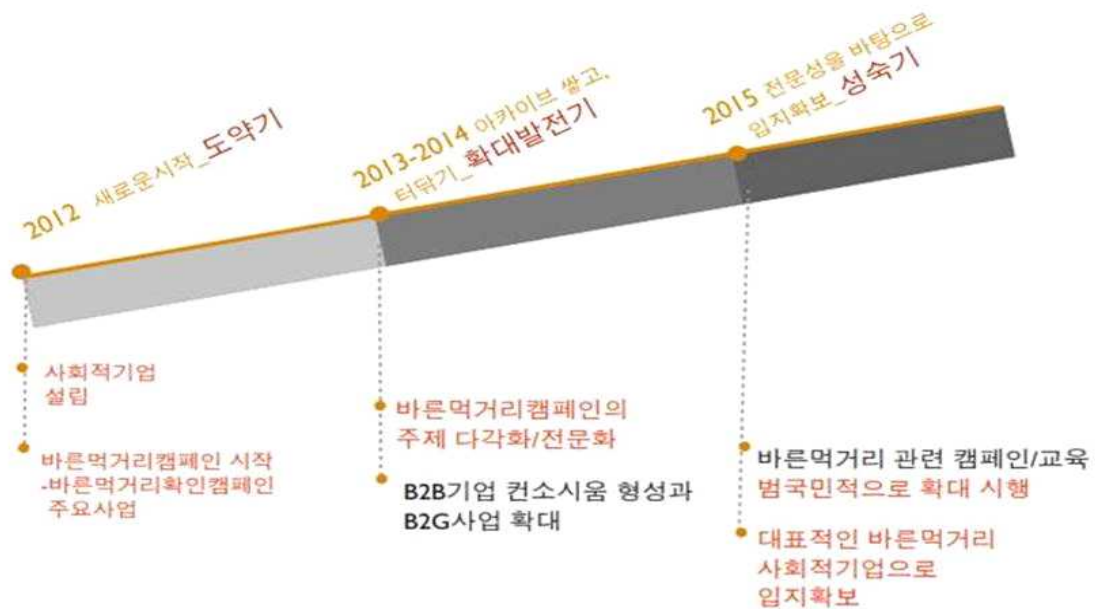 2012 새로운시작_도약기
2013-2014 아카이브 쌓고,
터닦기_확대발전기
2015 전문성을 바탕으로
입지확보_성숙기
사회적기업
설립
바른먹거리캠페인 시작
-바른먹거리확인캠페인
주요사업
바른먹거리캠페인의
주제 다각화/전문화
B2B기업 컨소시움 형성과
B2G사업 확대
바른먹거리 관련 캠페인/교육
범국민적으로 확대 시행
대표적인 바른먹거리
사회적기업으로
입지확보